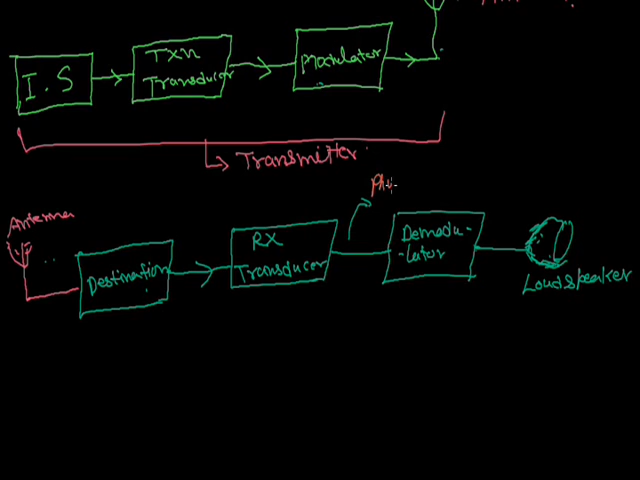 I.S
Txn
Transducer
Modulator
Transmitter
Antenna
Destination
RX
Transducer
Demodu-
-lator
Loudspeaker